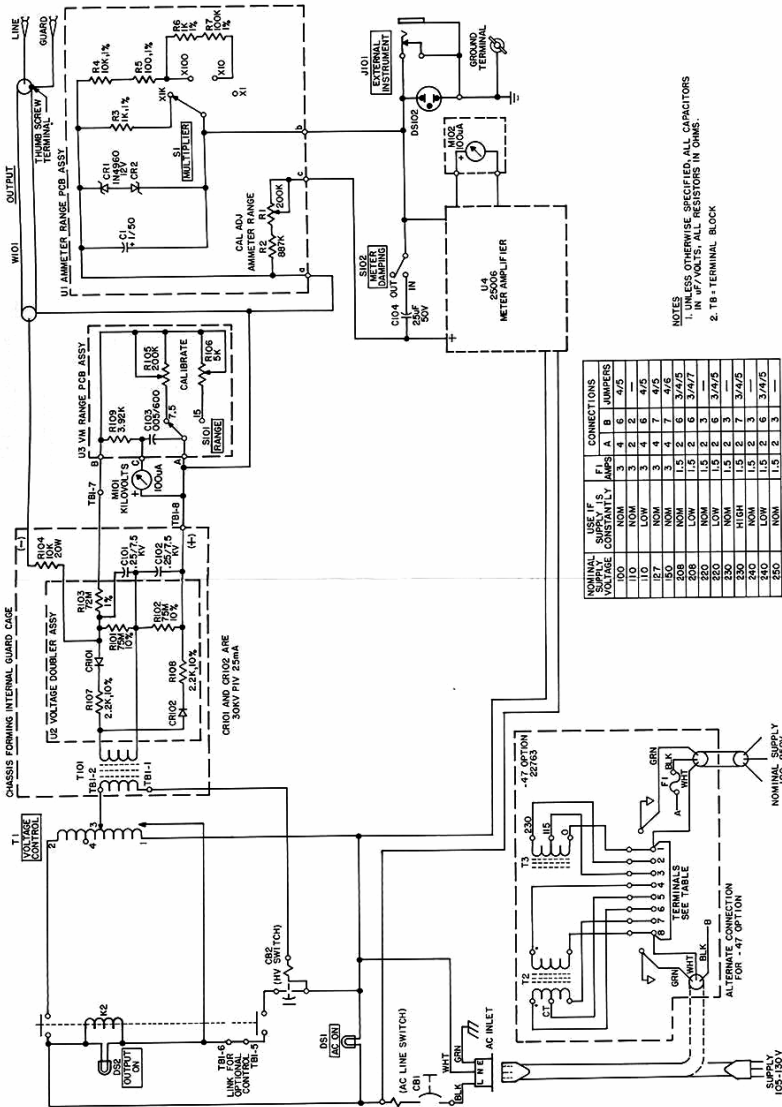 LINE
GUARD
OUTPUT
THUMB SCREW
TERMINAL
W101
U1 AMMETER RANGE PCB ASSY
R4
10K,1%
R5
100,1%
R6
1K
1%
R7
100K
1%
X100
X10
X1
X1K
R3
1K,1%
S1
MULTIPLIER
CR1
1N4960
12V
CR2
C1
+1/50
CAL ADJ
AMMETER RANGE
R1
200K
R2
887K
a
b
c
J101
EXTERNAL
INSTRUMENT
GROUND
TERMINAL
DS102
M102
100uA
+
S102
METER
DAMPING
OUT
IN
C104
25uF
50V
+
U4
25006
METER AMPLIFIER
NOTES
1. UNLESS OTHERWISE SPECIFIED, ALL CAPACITORS
IN uF/VOLTS, ALL RESISTORS IN OHMS.
2. TB = TERMINAL BLOCK
U3 VM RANGE PCB ASSY
R109
3.92K
C103
.005/600
R105
200K
CALIBRATE
R106
5K
7.5
15
S101
RANGE
B
C
A
M101
KILOVOLTS
100uA
+
TB1-7
TB1-8
(-)
(+)
R104
10K
20W
CHASSIS FORMING INTERNAL GUARD CAGE
U2 VOLTAGE DOUBLER ASSY
R103
72M
1%
C101
.25/7.5
KV
C102
.25/7.5
KV
R101
75M
10%
R102
75M
10%
CR101
R107
2.2K,10%
R108
2.2K,10%
CR102
T101
TB1-2
TB1-1
CR101 AND CR102 ARE
30KV PIV 25mA
T1
VOLTAGE
CONTROL
2
4
3
1
K2
DS2
OUTPUT
ON
TB1-6
LINK FOR
OPTIONAL
CONTROL
TB1-5
CB2
(HV SWITCH)
DS1
AC ON
(AC LINE SWITCH)
CB1
BLK
WHT
GRN
L N E
AC INLET
SUPPLY
105-130V
-47 OPTION
22763
T3
230
115
0
T2
CT
8 7 6 5 4 3 2 1
TERMINALS
SEE TABLE
GRN
WHT
BLK
B
A
F1
GRN
BLK
WHT
ALTERNATE CONNECTION
FOR -47 OPTION
NOMINAL SUPPLY
NOMINAL SUPPLY VOLTAGE USE IF SUPPLY IS CONSTANTLY F1 AMPS CONNECTIONS A B JUMPERS
100 NOM 3 4 6 4/5
110 NOM 3 2 2 —
110 LOW 3 4 6 4/5
127 NOM 3 4 7 4/5
150 NOM 3 4 7 4/6
208 NOM 1.5 2 6 3/4/5
208 LOW 1.5 2 6 3/4/7
220 NOM 1.5 2 3 —
220 LOW 1.5 2 6 3/4/5
230 NOM 1.5 2 3 —
230 HIGH 1.5 2 7 3/4/5
240 NOM 1.5 2 3 —
240 LOW 1.5 2 6 3/4/5
250 NOM 1.5 2 3